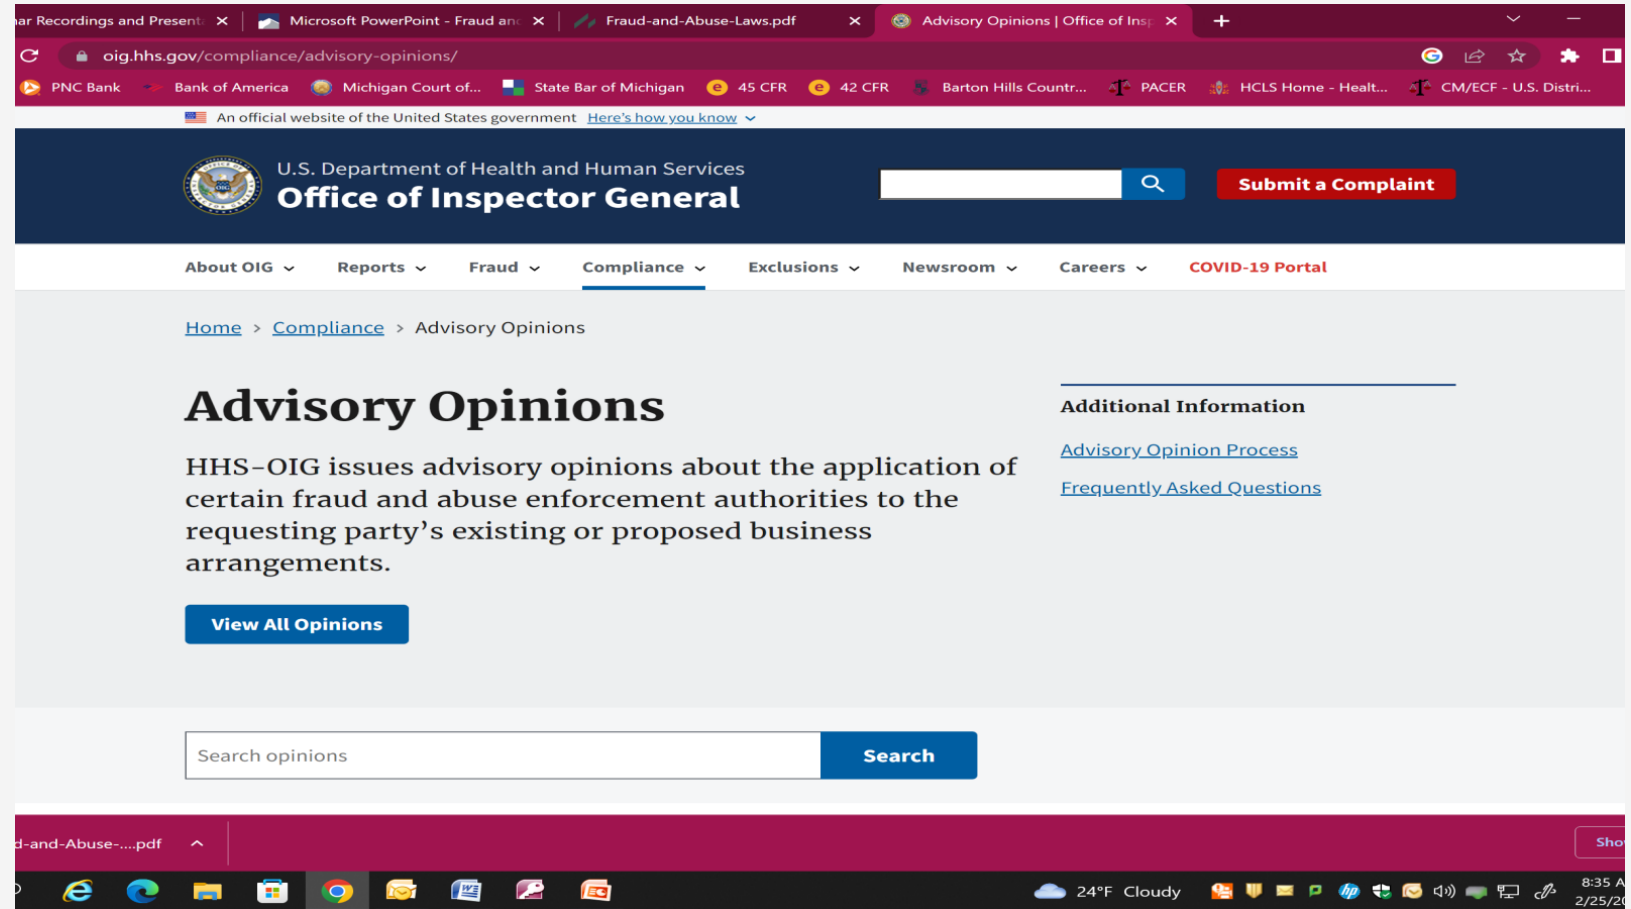 nar Recordings and Present
Microsoft PowerPoint - Fraud and
Fraud-and-Abuse-Laws.pdf
Advisory Opinions | Office of Insp
oig.hhs.gov/compliance/advisory-opinions/
PNC Bank
Bank of America
Michigan Court of...
State Bar of Michigan
45 CFR
42 CFR
Barton Hills Countr...
PACER
HCLS Home - Healt...
CM/ECF - U.S. Distri...
An official website of the United States government Here's how you know
U.S. Department of Health and Human Services
Office of Inspector General
Submit a Complaint
About OIG
Reports
Fraud
Compliance
Exclusions
Newsroom
Careers
COVID-19 Portal
Home > Compliance > Advisory Opinions
Advisory Opinions
HHS-OIG issues advisory opinions about the application of
certain fraud and abuse enforcement authorities to the
requesting party’s existing or proposed business
arrangements.
View All Opinions
Additional Information
Advisory Opinion Process
Frequently Asked Questions
Search opinions
Search
d-and-Abuse-....pdf
Sho
24°F Cloudy
8:35 A
2/25/20